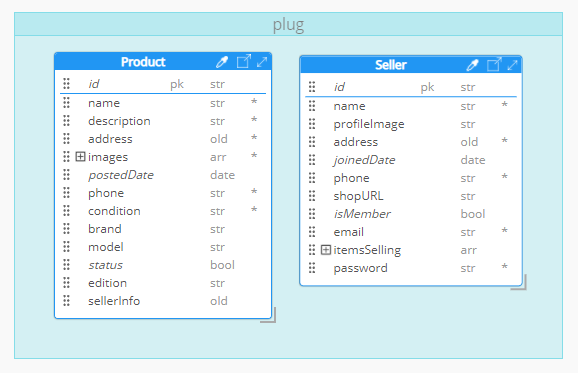 plug
Product
id pk str
name str *
description str *
address old *
images arr *
postedDate date
phone str *
condition str *
brand str
model str
status bool
edition str
sellerInfo old
Seller
id pk str
name str *
profileImage str
address old *
joinedDate date
phone str *
shopURL str
isMember bool
email str *
itemsSelling arr
password str *